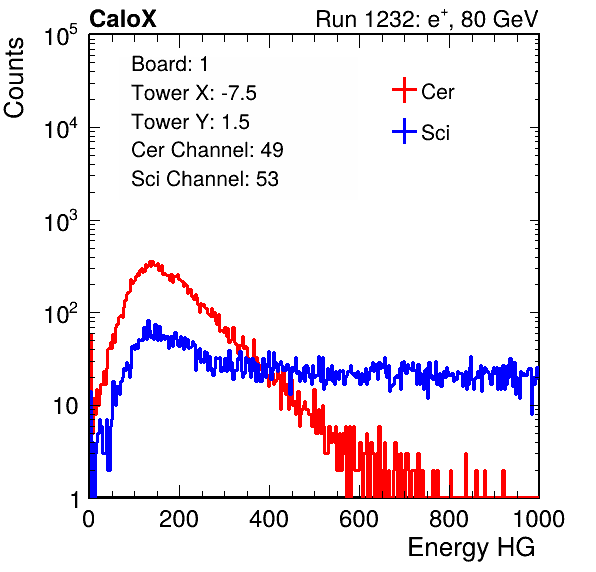 CaloX Run 1232: e⁺, 80 GeV
Counts
10⁵
10⁴
10³
10²
10
1
Board: 1
Tower X: -7.5
Tower Y: 1.5
Cer Channel: 49
Sci Channel: 53
Cer
Sci
0 200 400 600 800 1000
Energy HG